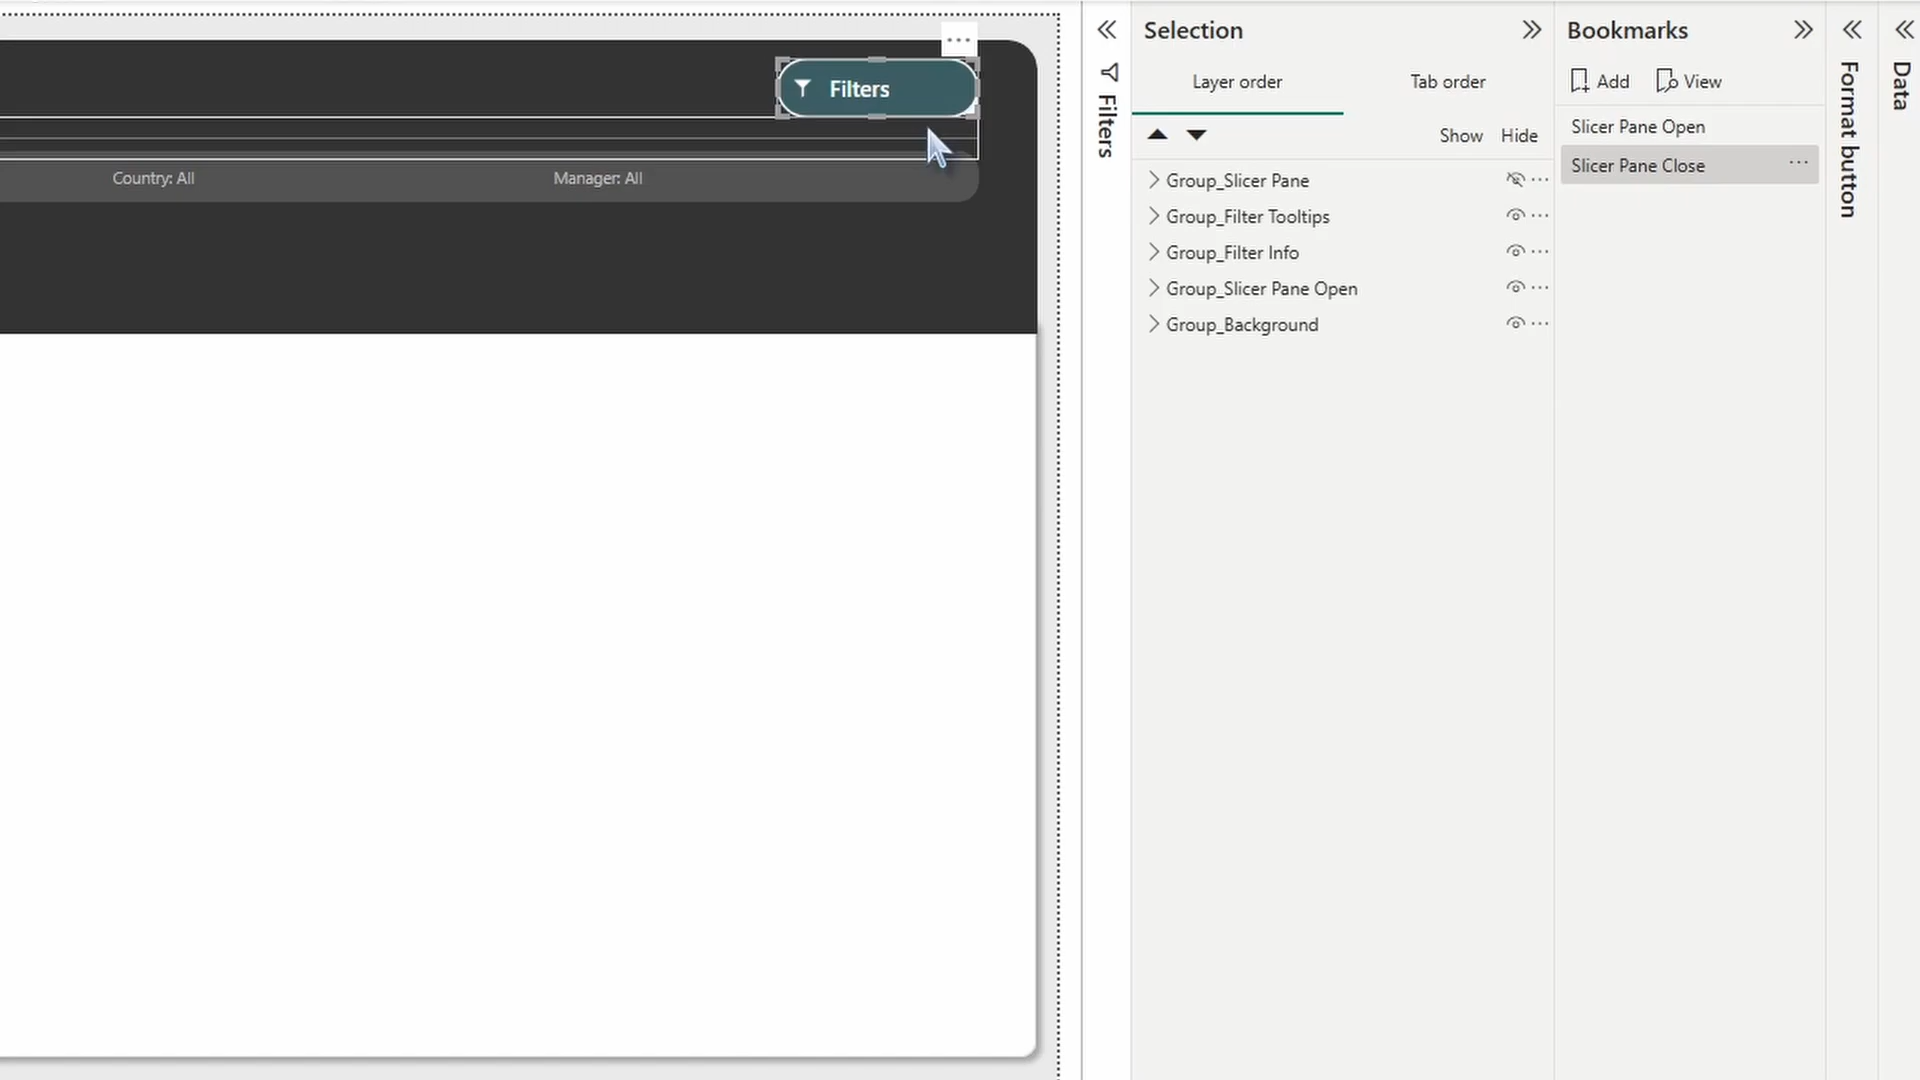 Filters
Country: All
Manager: All
Filters
Selection
Layer order
Tab order
Show
Hide
Group_Slicer Pane
Group_Filter Tooltips
Group_Filter Info
Group_Slicer Pane Open
Group_Background
Bookmarks
Add
View
Slicer Pane Open
Slicer Pane Close
Format button
Data